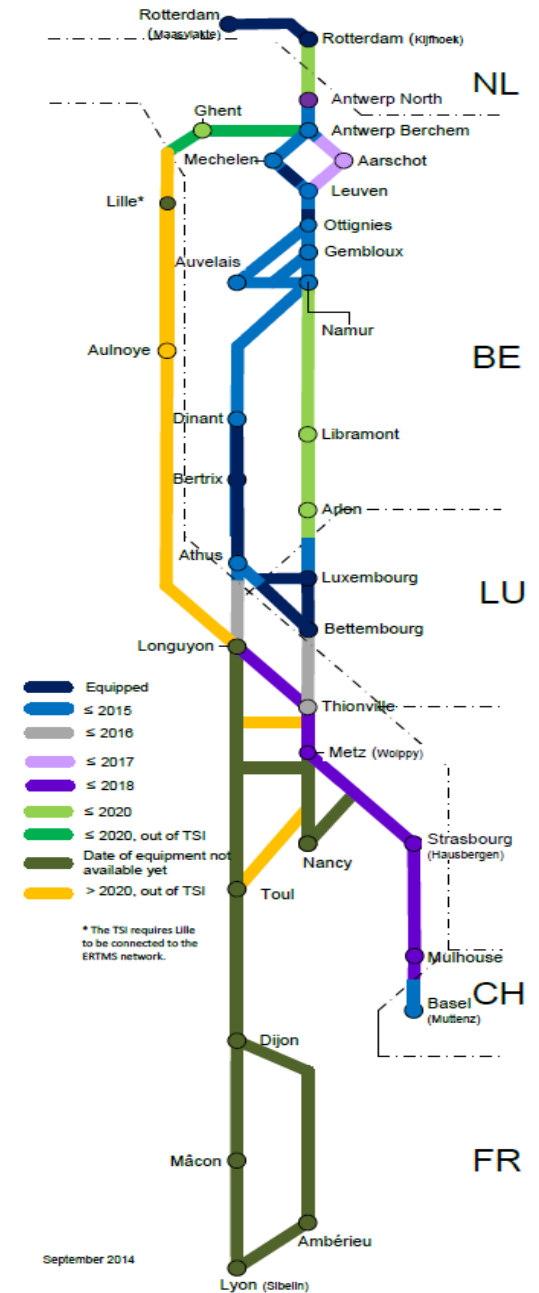 Rotterdam
(Maasvlakte)
Rotterdam (Kijfhoek)
NL
Antwerp North
Ghent
Antwerp Berchem
Mechelen
Aarschot
Leuven
Lille*
Ottignies
Gembloux
Auvelais
Namur
Aulnoye
BE
Dinant
Libramont
Bertrix
Arlon
Athus
Luxembourg
LU
Bettembourg
Longuyon
Equipped
≤ 2015
≤ 2016
≤ 2017
≤ 2018
≤ 2020
≤ 2020, out of TSI
Date of equipment not
available yet
> 2020, out of TSI
Thionville
Metz (Woippy)
Strasbourg
(Hausbergen)
Nancy
Toul
* The TSI requires Lille
to be connected to the
ERTMS network.
Mulhouse
CH
Basel
(Muttenz)
Dijon
Mâcon
FR
Ambérieu
September 2014
Lyon (Sibelin)